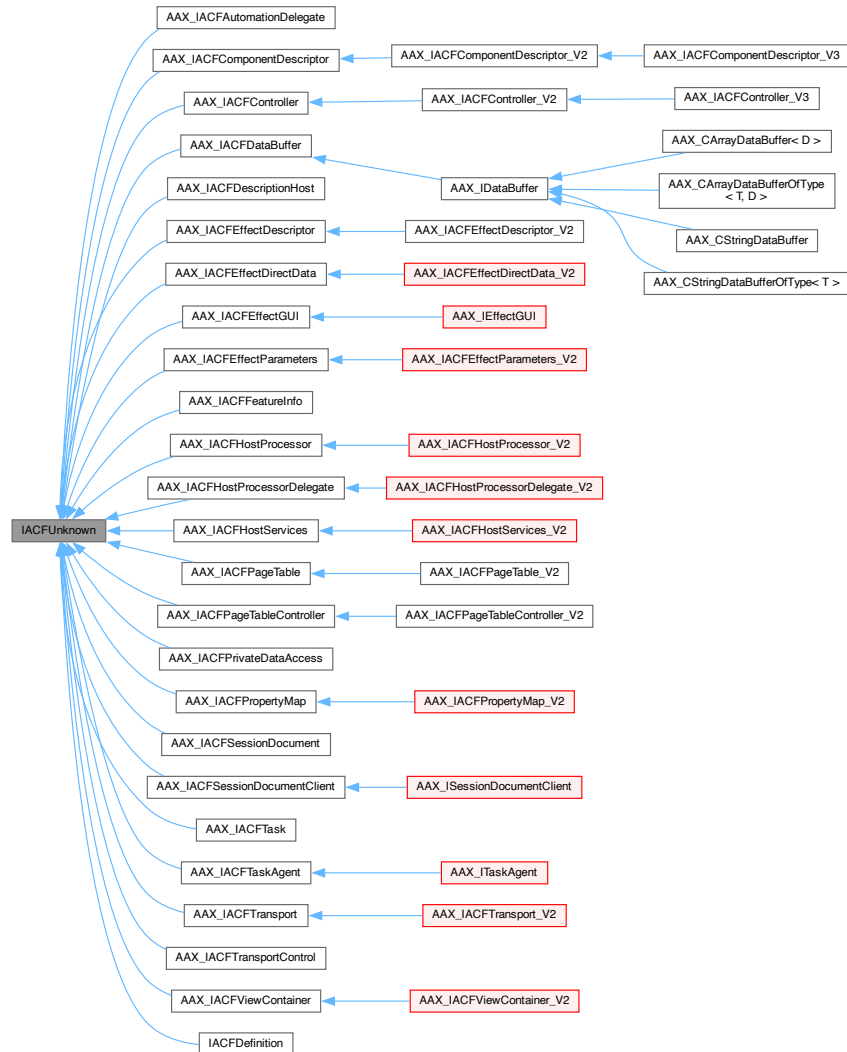 AAX_IACFAutomationDelegate
AAX_IACFComponentDescriptor
AAX_IACFComponentDescriptor_V2
AAX_IACFComponentDescriptor_V3
AAX_IACFController
AAX_IACFController_V2
AAX_IACFController_V3
AAX_IACFDataBuffer
AAX_IDataBuffer
AAX_CArrayDataBuffer< D >
AAX_CArrayDataBufferOfType
< T, D >
AAX_CStringDataBuffer
AAX_CStringDataBufferOfType< T >
AAX_IACFDescriptionHost
AAX_IACFEffectDescriptor
AAX_IACFEffectDescriptor_V2
AAX_IACFEffectDirectData
AAX_IACFEffectDirectData_V2
AAX_IACFEffectGUI
AAX_IEffectGUI
AAX_IACFEffectParameters
AAX_IACFEffectParameters_V2
AAX_IACFFeatureInfo
AAX_IACFHostProcessor
AAX_IACFHostProcessor_V2
AAX_IACFHostProcessorDelegate
AAX_IACFHostProcessorDelegate_V2
IACFUnknown
AAX_IACFHostServices
AAX_IACFHostServices_V2
AAX_IACFPageTable
AAX_IACFPageTable_V2
AAX_IACFPageTableController
AAX_IACFPageTableController_V2
AAX_IACFPrivateDataAccess
AAX_IACFPropertyMap
AAX_IACFPropertyMap_V2
AAX_IACFSessionDocument
AAX_IACFSessionDocumentClient
AAX_ISessionDocumentClient
AAX_IACFTask
AAX_IACFTaskAgent
AAX_ITaskAgent
AAX_IACFTransport
AAX_IACFTransport_V2
AAX_IACFTransportControl
AAX_IACFViewContainer
AAX_IACFViewContainer_V2
IACFDefinition